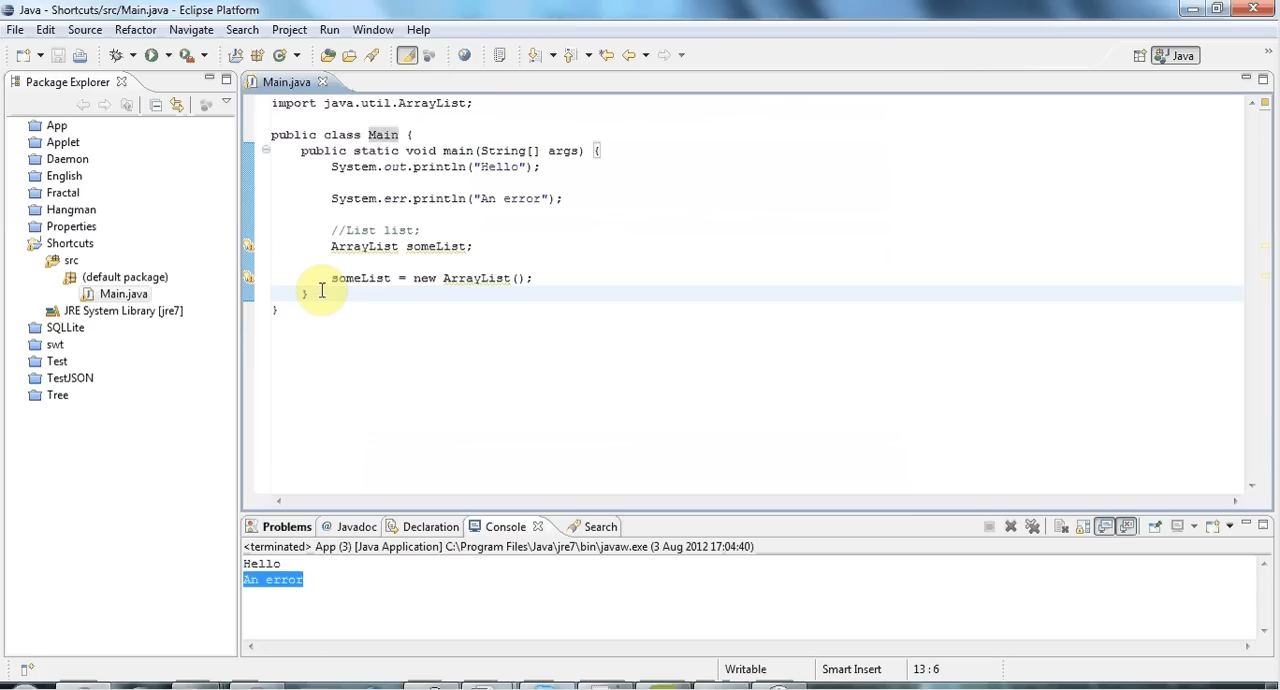 Java - Shortcuts/src/Main.java - Eclipse Platform
File Edit Source Refactor Navigate Search Project Run Window Help
Java
Package Explorer
App
Applet
Daemon
English
Fractal
Hangman
Properties
Shortcuts
src
(default package)
Main.java
JRE System Library [jre7]
SQLLite
swt
Test
TestJSON
Tree
Main.java
import java.util.ArrayList;
public class Main {
public static void main(String[] args) {
System.out.println("Hello");
System.err.println("An error");
//List list;
ArrayList someList;
someList = new ArrayList();
}
}
Problems @ Javadoc Declaration Console Search
<terminated> App (3) [Java Application] C:\Program Files\Java\jre7\bin\javaw.exe (3 Aug 2012 17:04:40)
Hello
An error
Writable Smart Insert 13 : 6